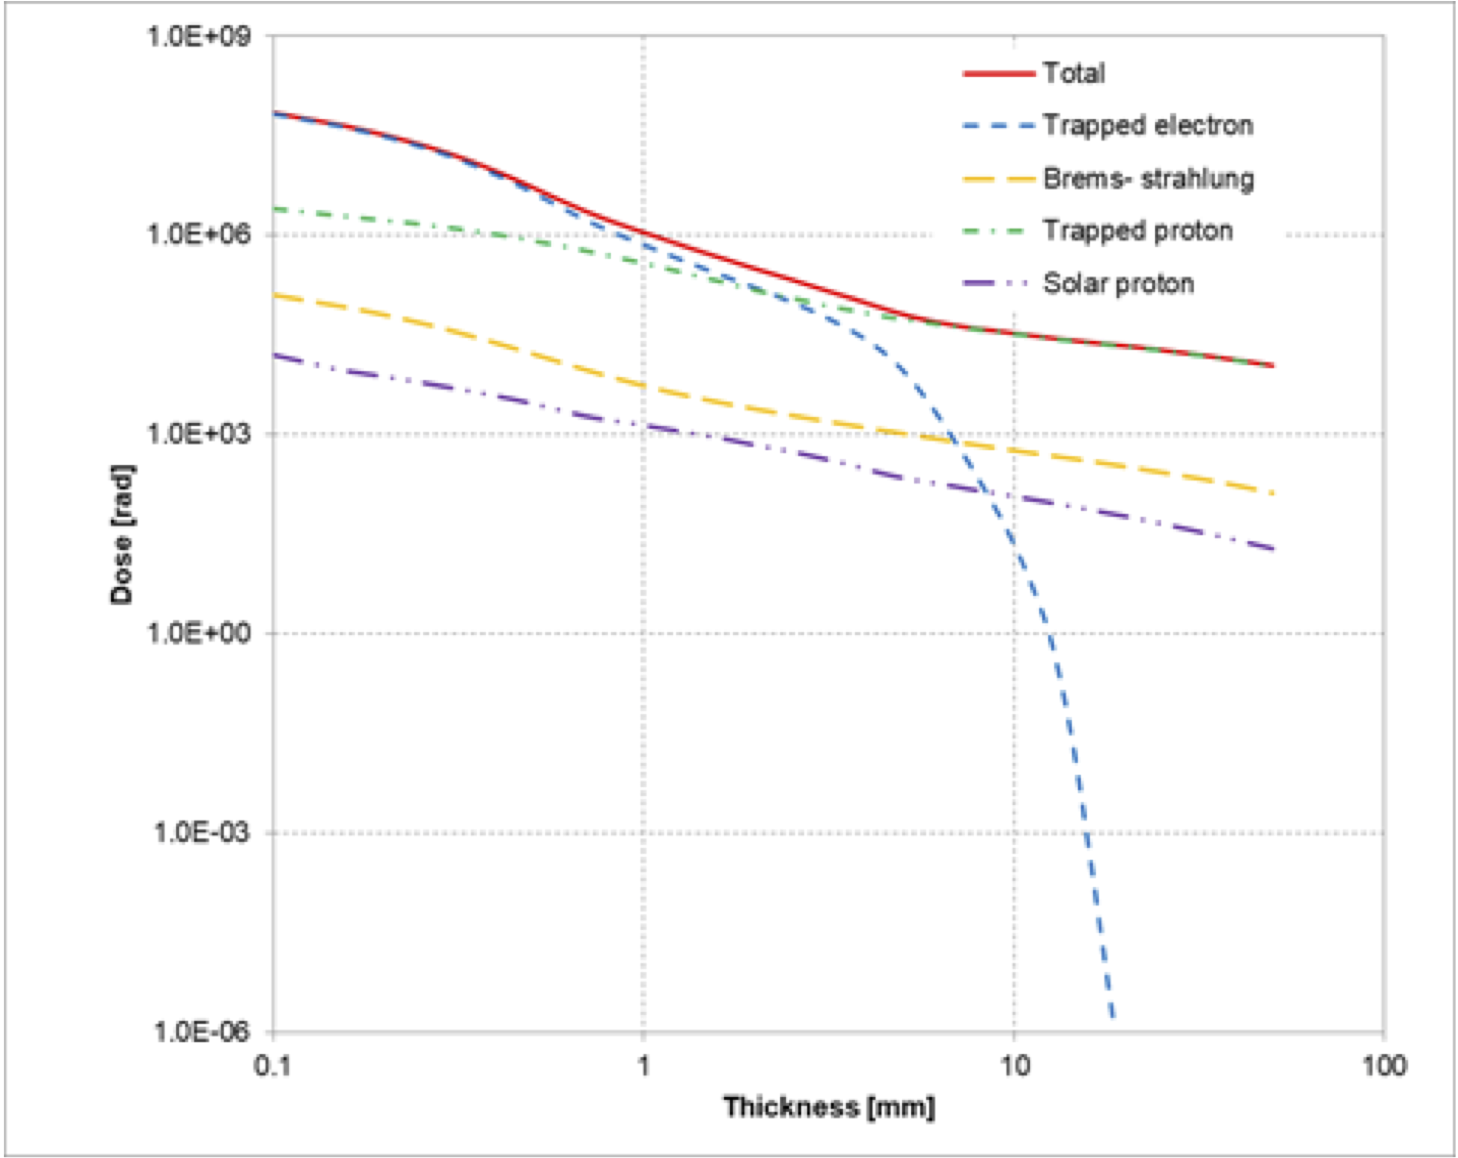 1.0E+09
1.0E+06
1.0E+03
1.0E+00
1.0E-03
1.0E-06
Dose [rad]
Total
Trapped electron
Brems- strahlung
Trapped proton
Solar proton
0.1
1
10
100
Thickness [mm]